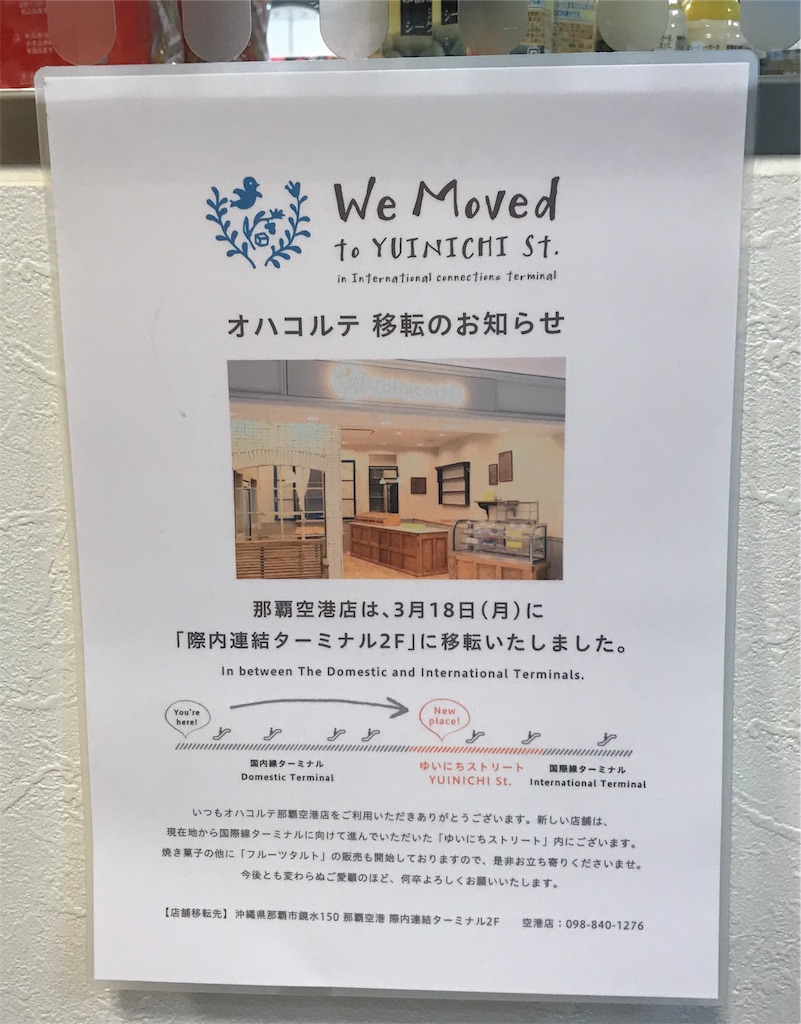 We Moved
to YUINICHI St.
in International connections terminal
オハコルテ 移転のお知らせ
那覇空港店は、3月18日(月)に
「際内連結ターミナル2F」に移転いたしました。
In between The Domestic and International Terminals.
You're
here!
New
place!
国内線ターミナル
Domestic Terminal
ゆいにちストリート
YUINICHI St.
国際線ターミナル
International Terminal
いつもオハコルテ那覇空港店をご利用いただきありがとうございます。新しい店舗は、
現在地から国際線ターミナルに向けて進んでいただいた「ゆいにちストリート」内にございます。
焼き菓子の他に「フルーツタルト」の販売も開始しておりますので、是非お立ち寄りくださいませ。
今後とも変わらぬご愛顧のほど、何卒よろしくお願いいたします。
【店舗移転先】 沖縄県那覇市鏡水150 那覇空港 際内連結ターミナル2F 空港店:098-840-1276